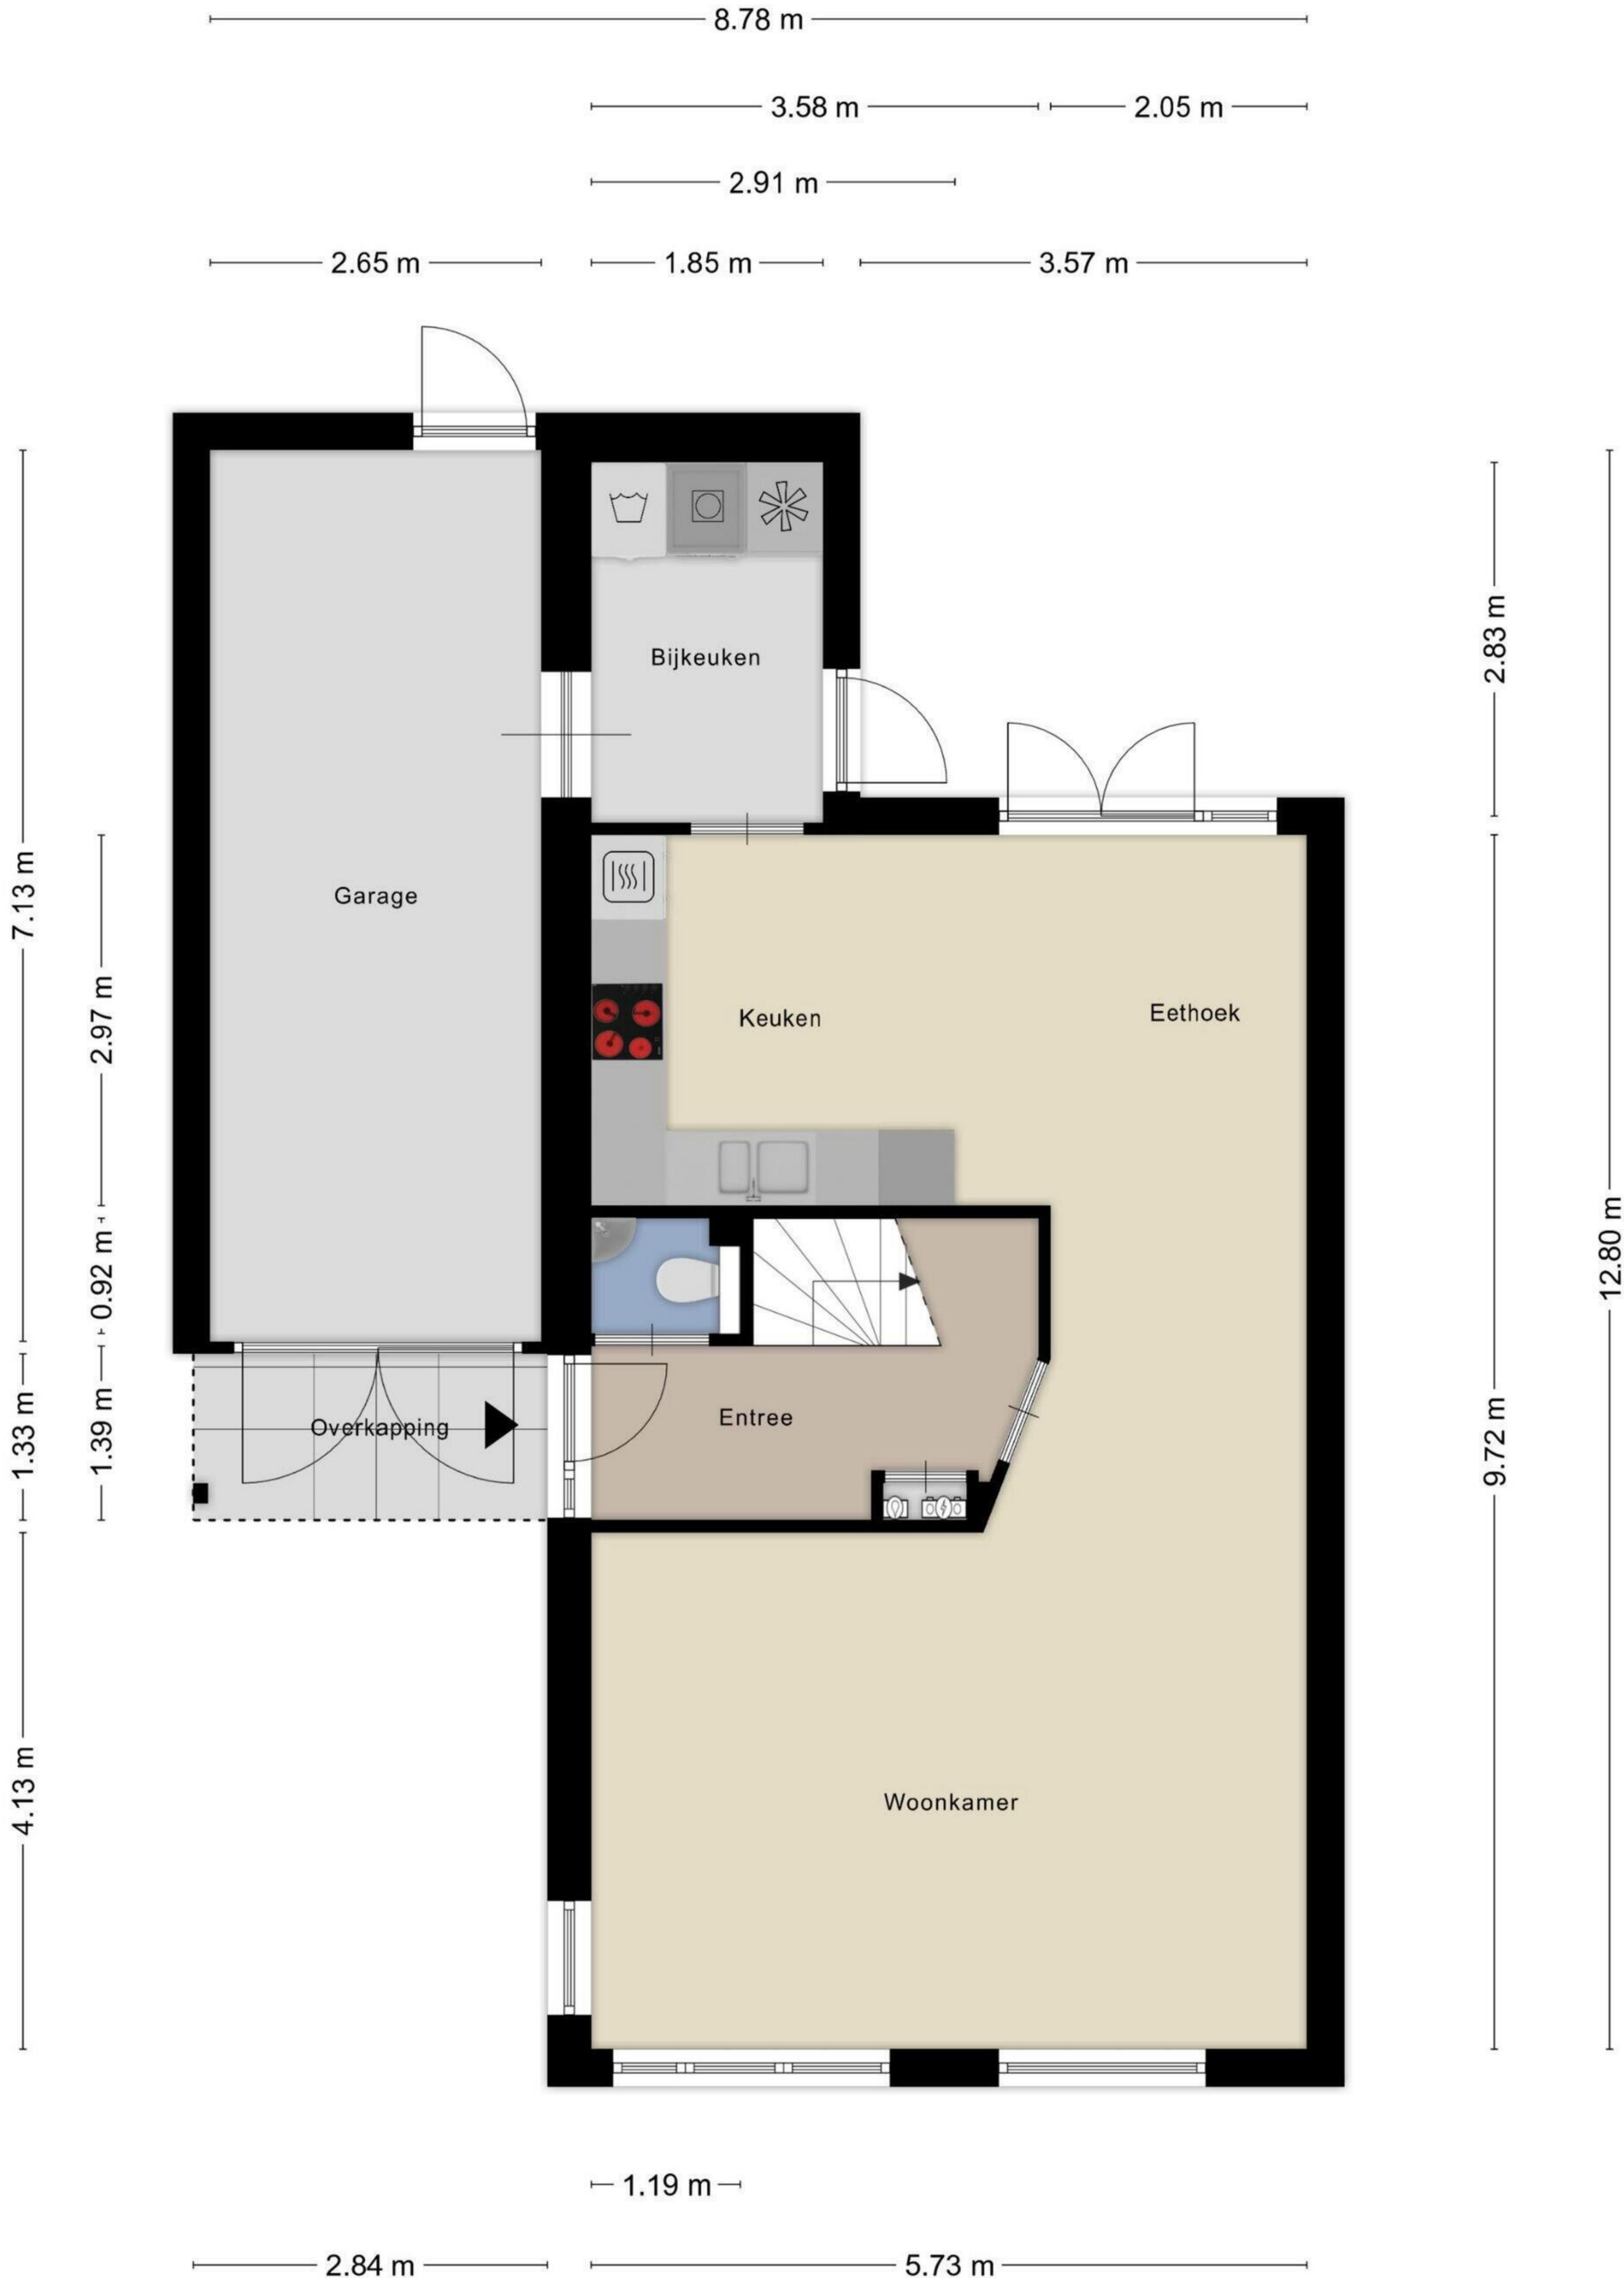 8.78 m
3.58 m
2.05 m
2.91 m
2.65 m
1.85 m
3.57 m
Bijkeuken
2.83 m
7.13 m
Garage
2.97 m
Keuken
Eethoek
0.92 m
12.80 m
1.33 m
1.39 m
Overkapping
Entree
9.72 m
4.13 m
Woonkamer
1.19 m
2.84 m
5.73 m